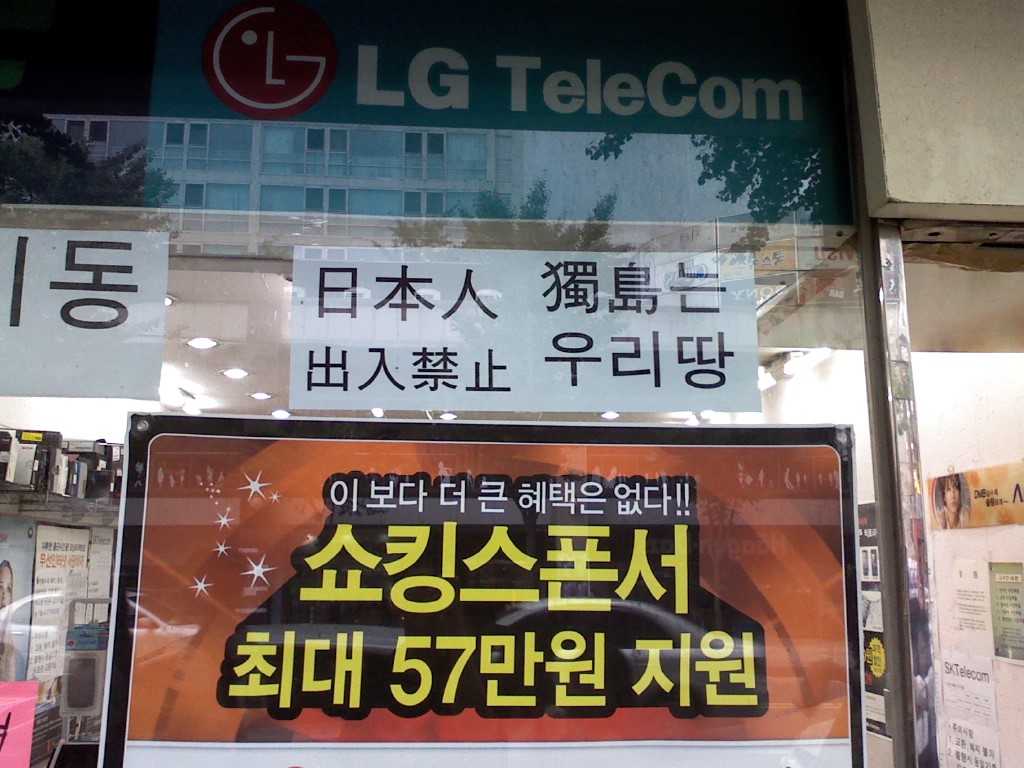 LG TeleCom
동
日本人 獨島는
出入禁止 우리땅
이 보다 더 큰 혜택은 없다!!
쇼킹스폰서
최대 57만원 지원
SKTelecom